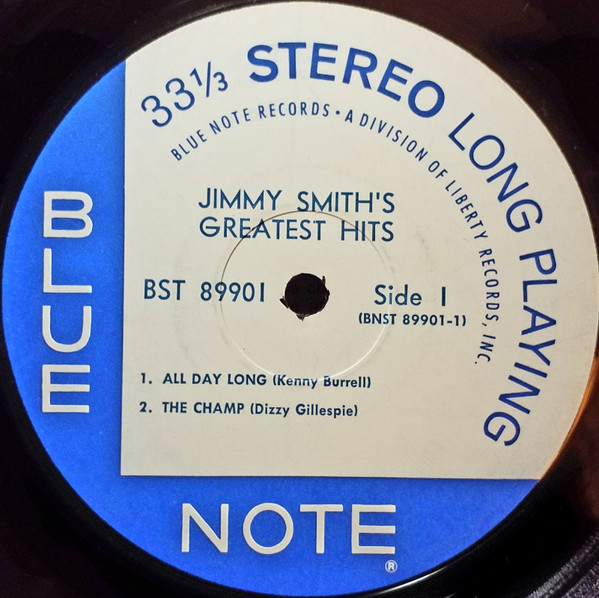 33⅓ STEREO LONG PLAYING
BLUE NOTE RECORDS • A DIVISION OF LIBERTY RECORDS, INC.
JIMMY SMITH'S
GREATEST HITS
BST 89901
Side 1
(BNST 89901-1)
1. ALL DAY LONG (Kenny Burrell)
2. THE CHAMP (Dizzy Gillespie)
BLUE
NOTE®